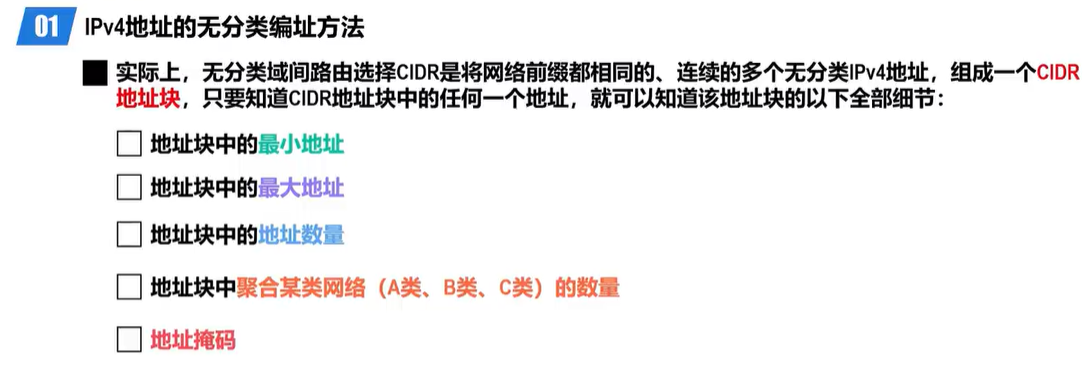 01 IPv4地址的无分类编址方法
实际上，无分类域间路由选择CIDR是将网络前缀都相同的、连续的多个无分类IPv4地址，组成一个CIDR
地址块，只要知道CIDR地址块中的任何一个地址，就可以知道该地址块的以下全部细节：
地址块中的最小地址
地址块中的最大地址
地址块中的地址数量
地址块中聚合某类网络（A类、B类、C类）的数量
地址掩码